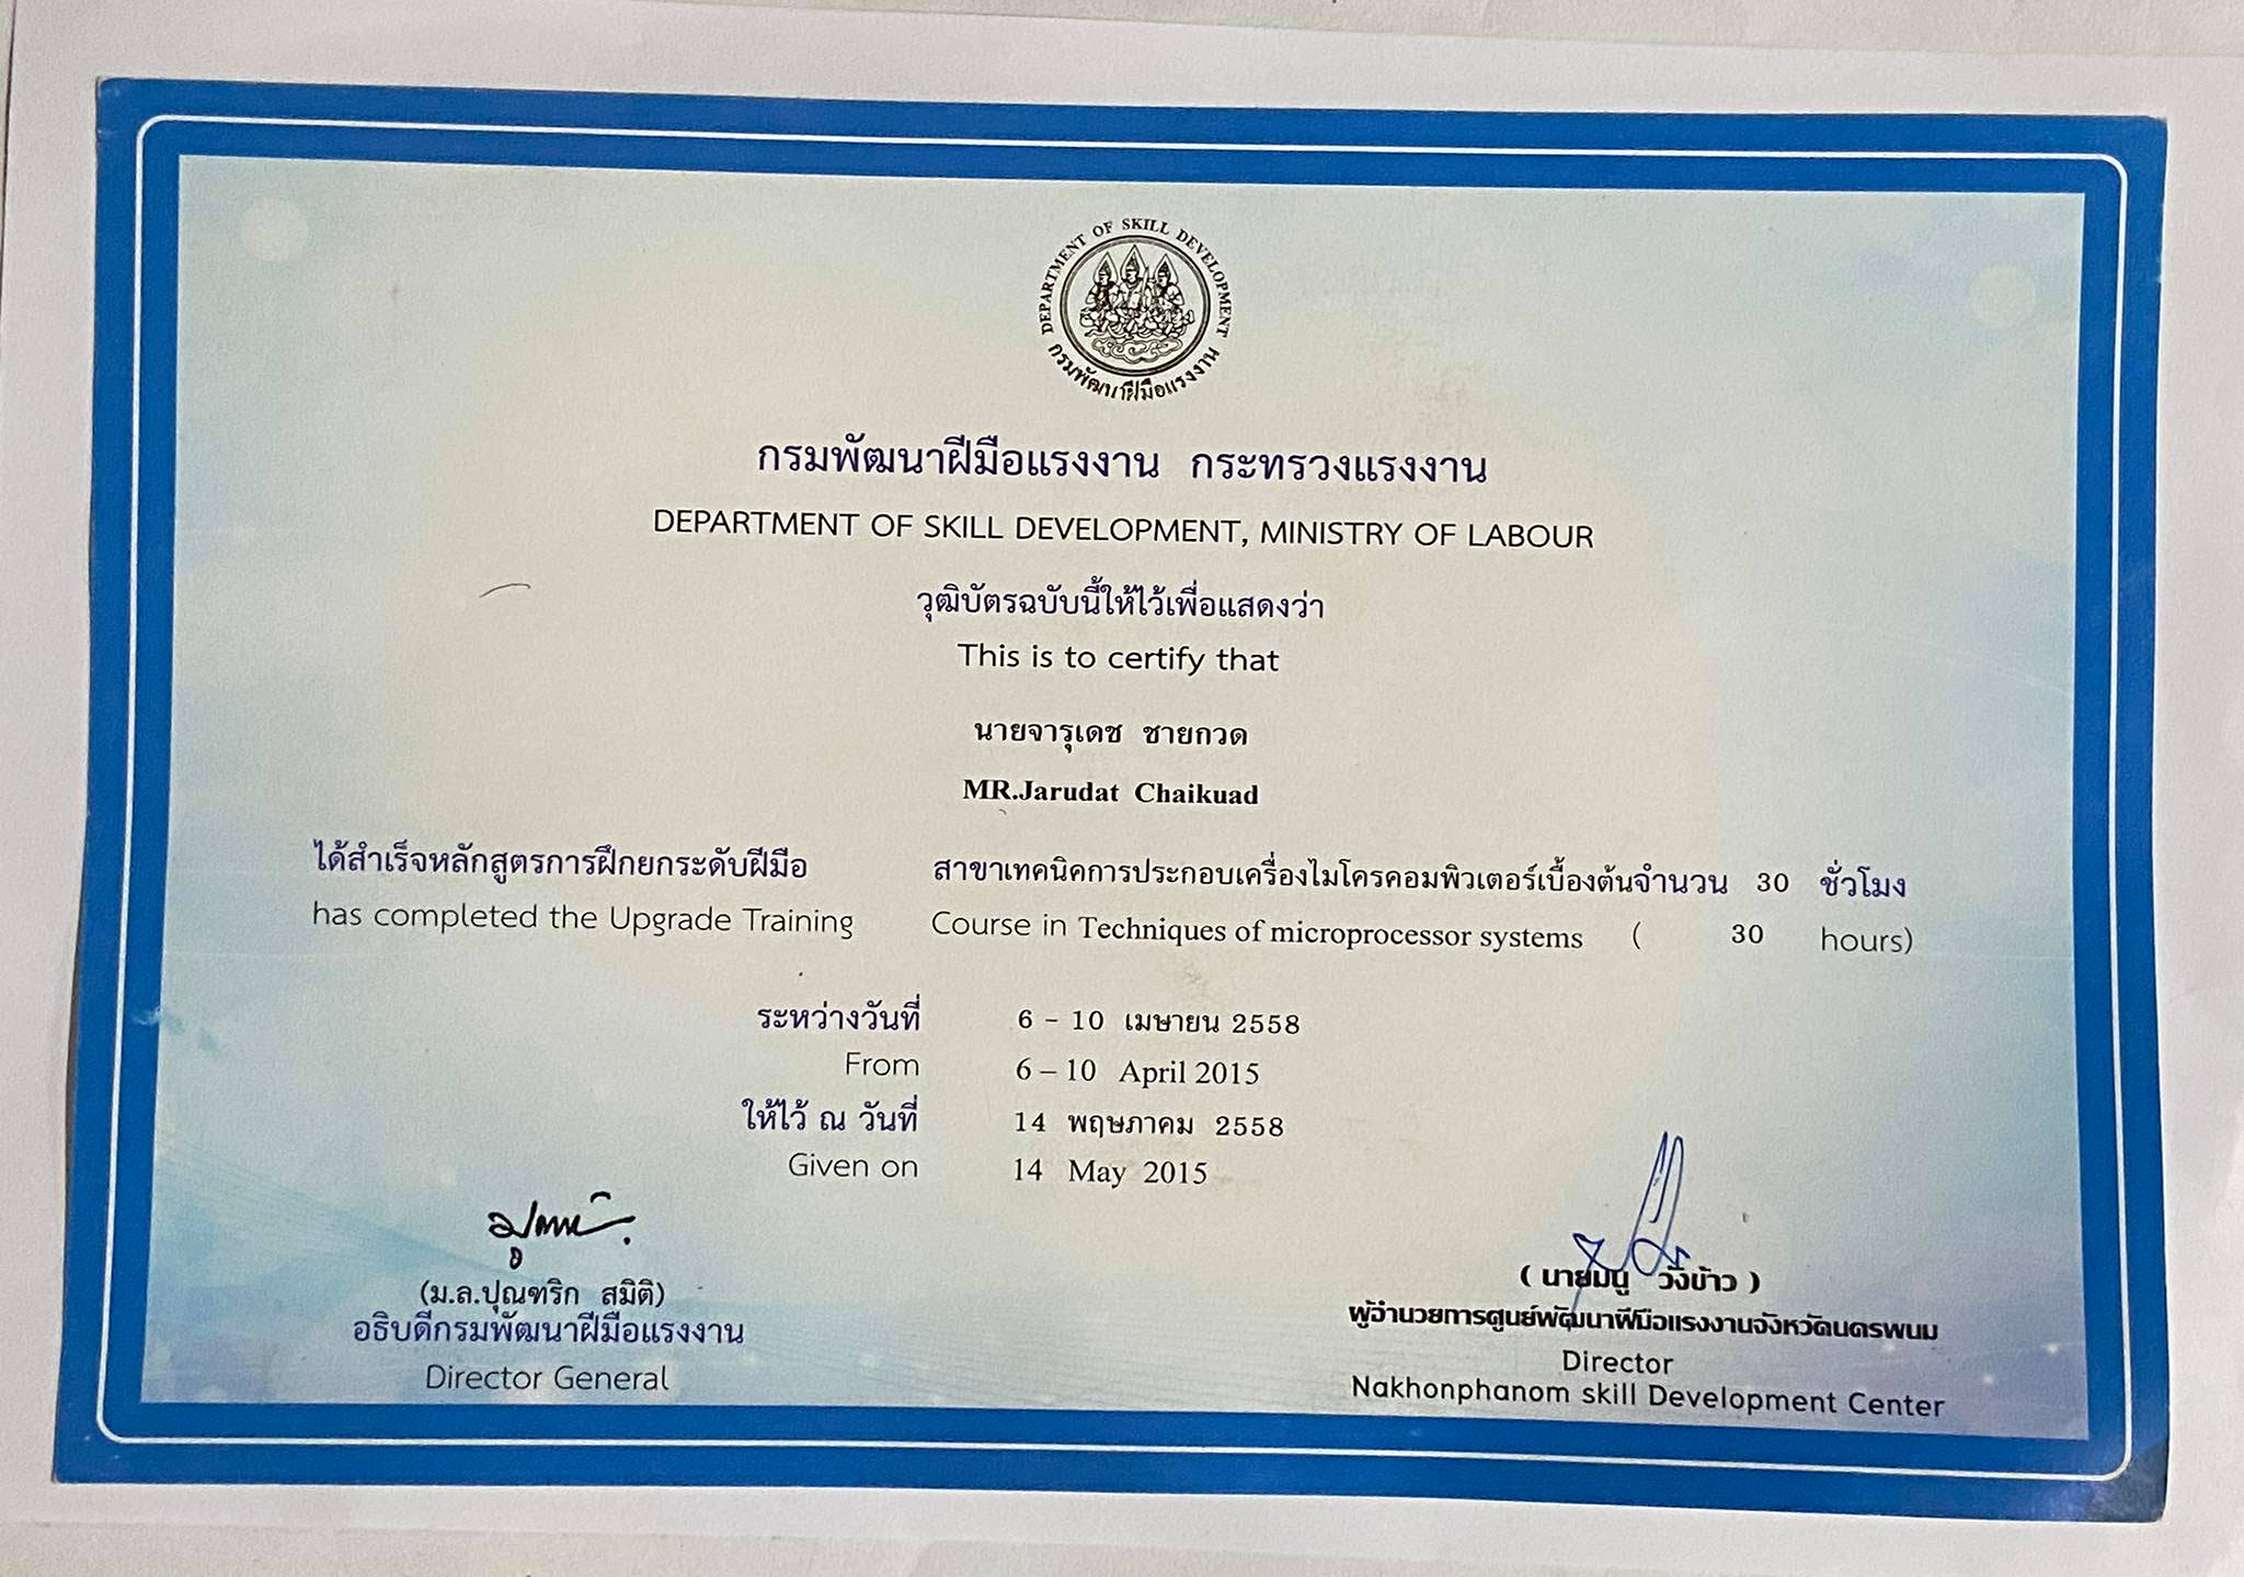 DEPARTMENT OF SKILL DEVELOPMENT
กรมพัฒนาฝีมือแรงงาน
กรมพัฒนาฝีมือแรงงาน กระทรวงแรงงาน
DEPARTMENT OF SKILL DEVELOPMENT, MINISTRY OF LABOUR
วุฒิบัตรฉบับนี้ให้ไว้เพื่อแสดงว่า
This is to certify that
นายจารุเดช ชายกวด
MR.Jarudat Chaikuad
ได้สำเร็จหลักสูตรการฝึกยกระดับฝีมือ สาขาเทคนิคการประกอบเครื่องไมโครคอมพิวเตอร์เบื้องต้นจำนวน 30 ชั่วโมง
has completed the Upgrade Training Course in Techniques of microprocessor systems ( 30 hours)
ระหว่างวันที่ 6 - 10 เมษายน 2558
From 6 – 10 April 2015
ให้ไว้ ณ วันที่ 14 พฤษภาคม 2558
Given on 14 May 2015
(ม.ล.ปุณฑริก สมิติ)
อธิบดีกรมพัฒนาฝีมือแรงงาน
Director General
( นายมนู วังข้าว )
ผู้อำนวยการศูนย์พัฒนาฝีมือแรงงานจังหวัดนครพนม
Director
Nakhonphanom skill Development Center